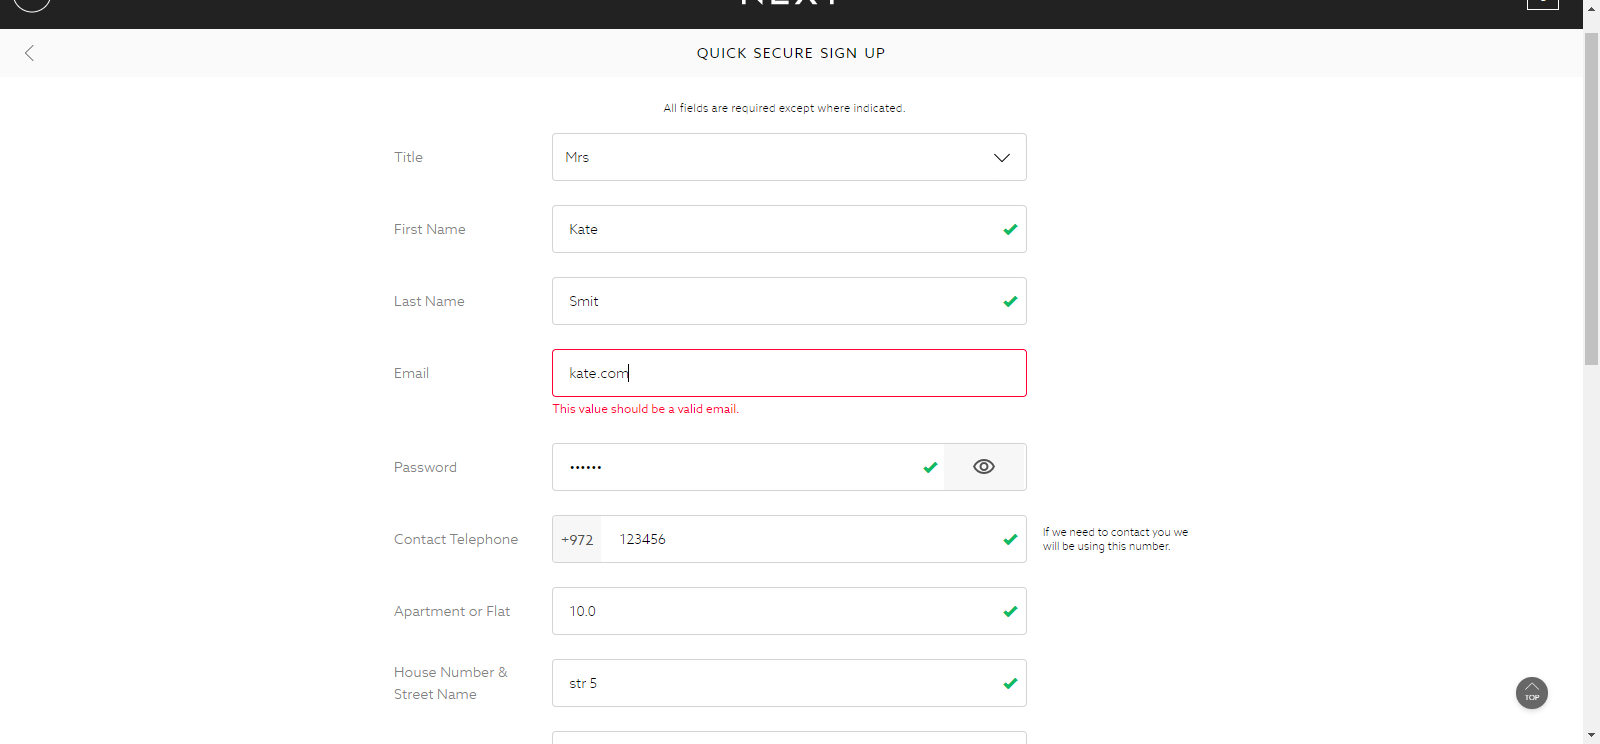 NEXT
QUICK SECURE SIGN UP
All fields are required except where indicated.
Title
Mrs
First Name
Kate
Last Name
Smit
Email
kate.com
This value should be a valid email.
Password
••••••
Contact Telephone
+972
123456
If we need to contact you we
will be using this number.
Apartment or Flat
10.0
House Number &
Street Name
str 5
TOP